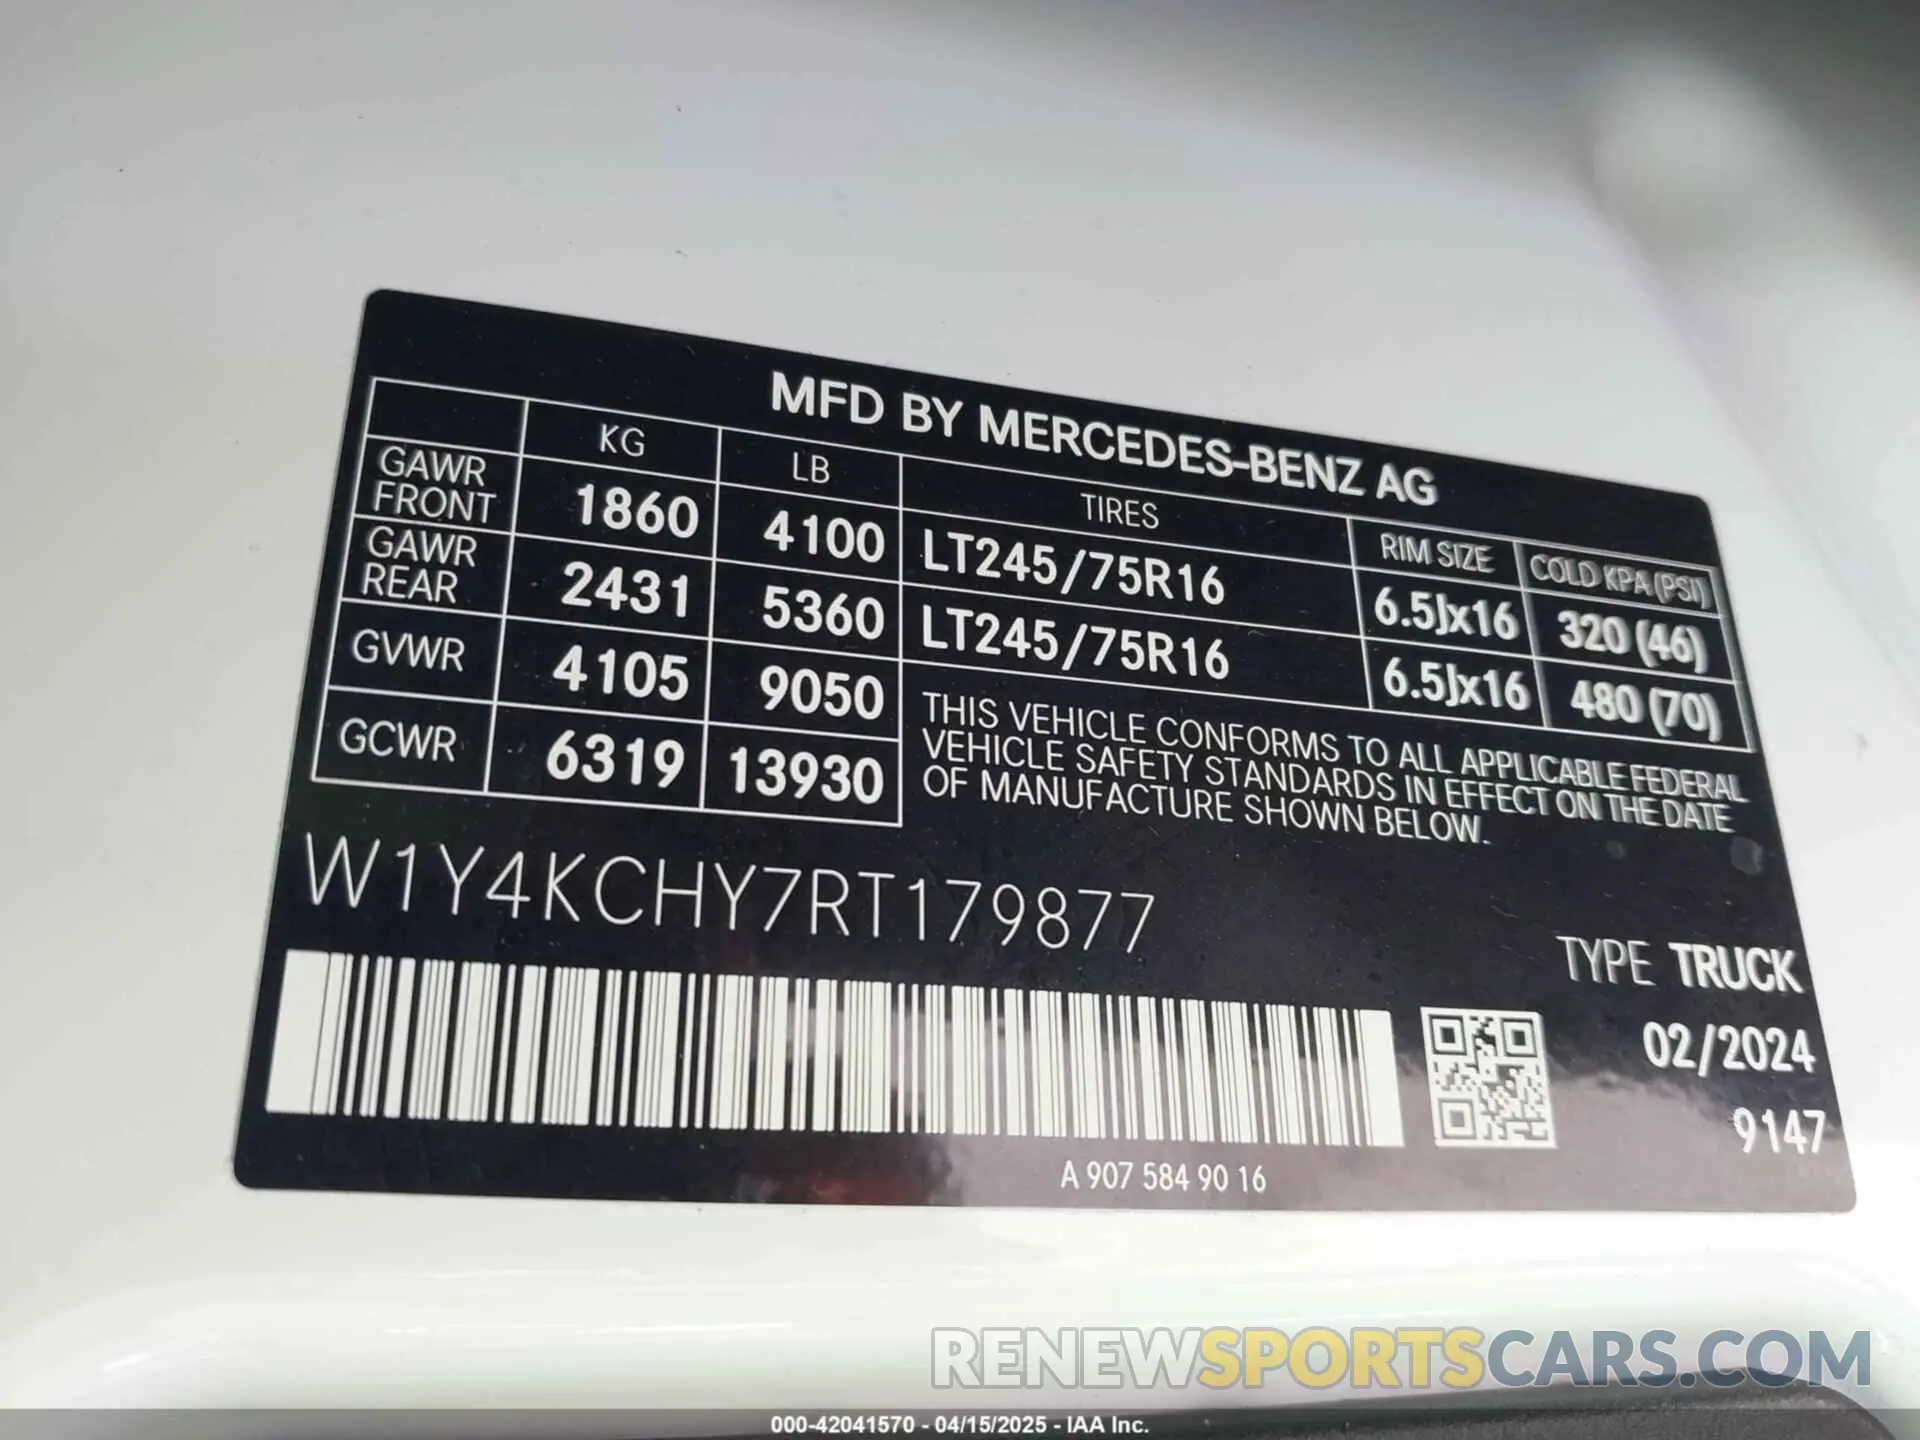 MFD BY MERCEDES-BENZ AG
KG LB TIRES RIM SIZE COLD KPA (PSI)
GAWR FRONT 1860 4100 LT245/75R16 6.5Jx16 320 (46)
GAWR REAR 2431 5360 LT245/75R16 6.5Jx16 480 (70)
GVWR 4105 9050
GCWR 6319 13930
THIS VEHICLE CONFORMS TO ALL APPLICABLE FEDERAL
VEHICLE SAFETY STANDARDS IN EFFECT ON THE DATE
OF MANUFACTURE SHOWN BELOW.
W1Y4KCHY7RT179877
TYPE TRUCK
02/2024
9147
A 907 584 90 16
RENEWSPORTSCARS.COM
000-42041570 - 04/15/2025 - IAA Inc.